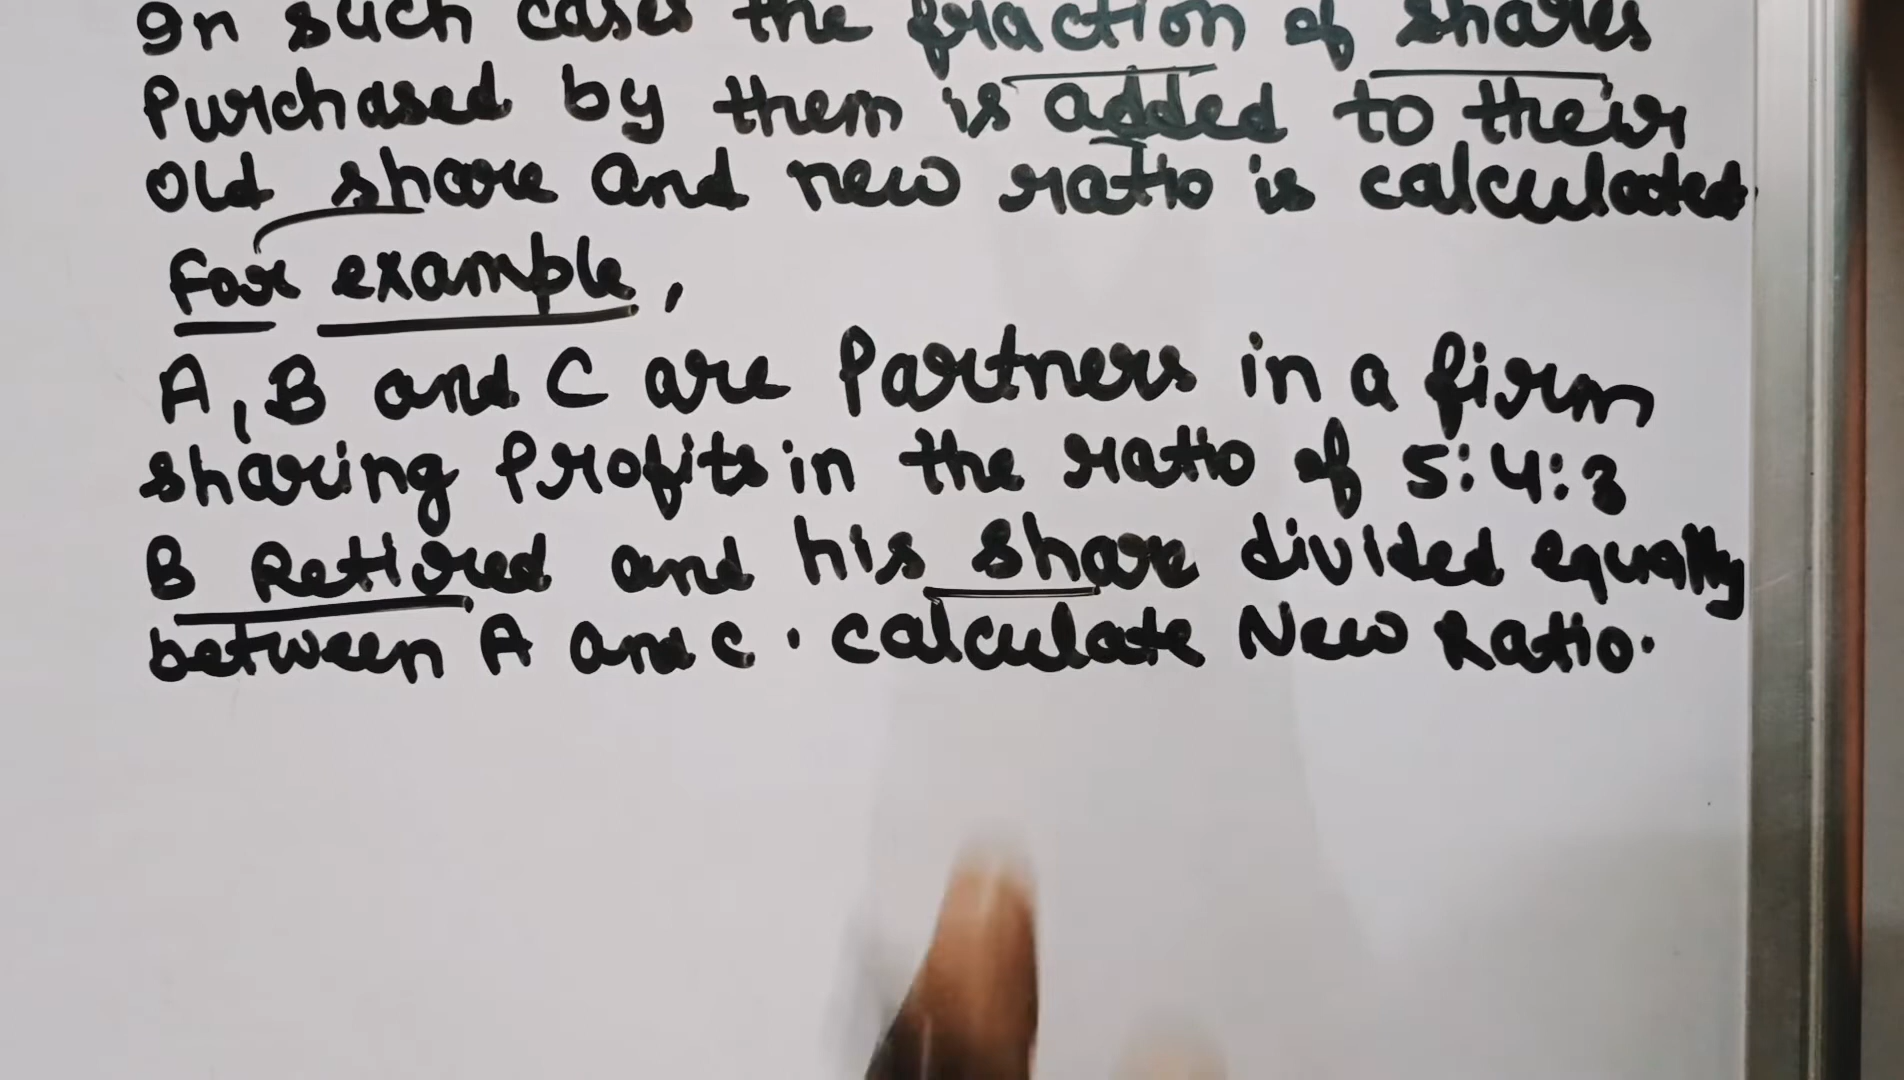 In such cases the fraction of shares
Purchased by them is added to their
old share and new ratio is calculated
For example,
A, B and C are Partners in a firm
sharing Profits in the ratio of 5:4:3
B Retired and his share divided equally
between A and C. calculate New Ratio.